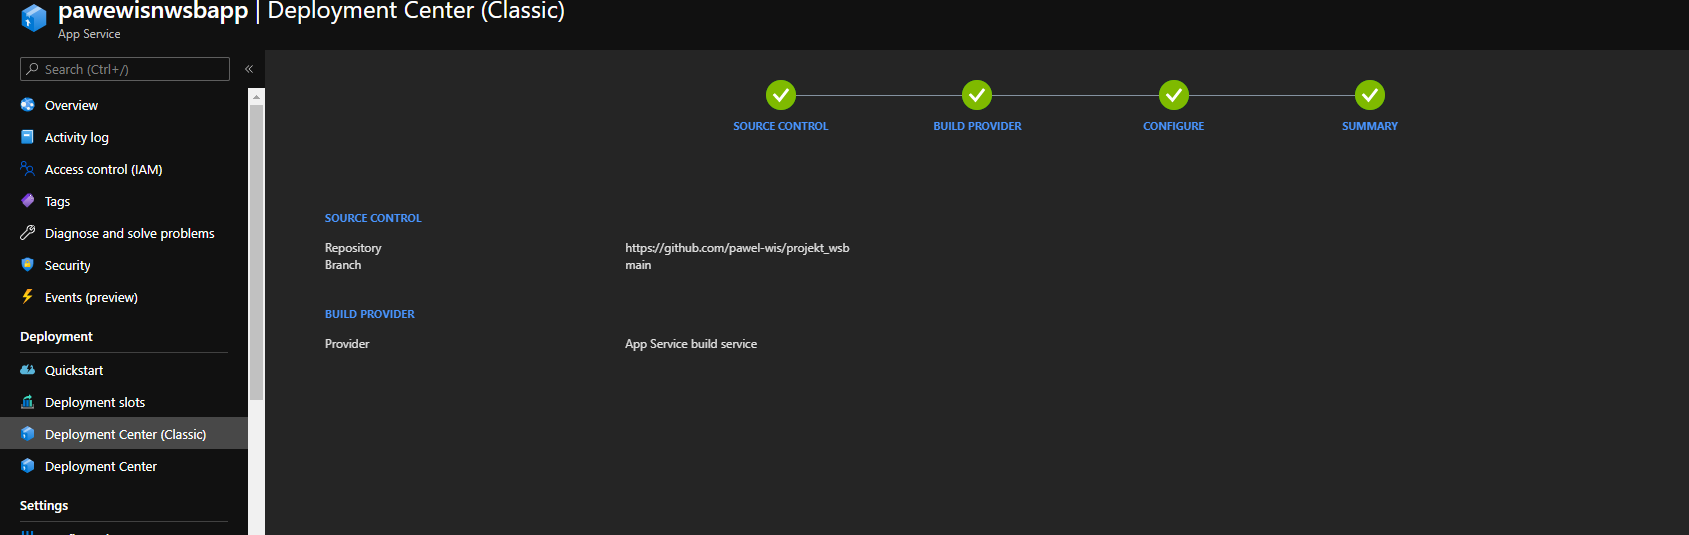 pawewisnwsbapp | Deployment Center (Classic)
App Service
Search (Ctrl+/)
«
Overview
Activity log
Access control (IAM)
Tags
Diagnose and solve problems
Security
Events (preview)
Deployment
Quickstart
Deployment slots
Deployment Center (Classic)
Deployment Center
Settings
SOURCE CONTROL
BUILD PROVIDER
CONFIGURE
SUMMARY
SOURCE CONTROL
Repository https://github.com/pawel-wis/projekt_wsb
Branch main
BUILD PROVIDER
Provider App Service build service